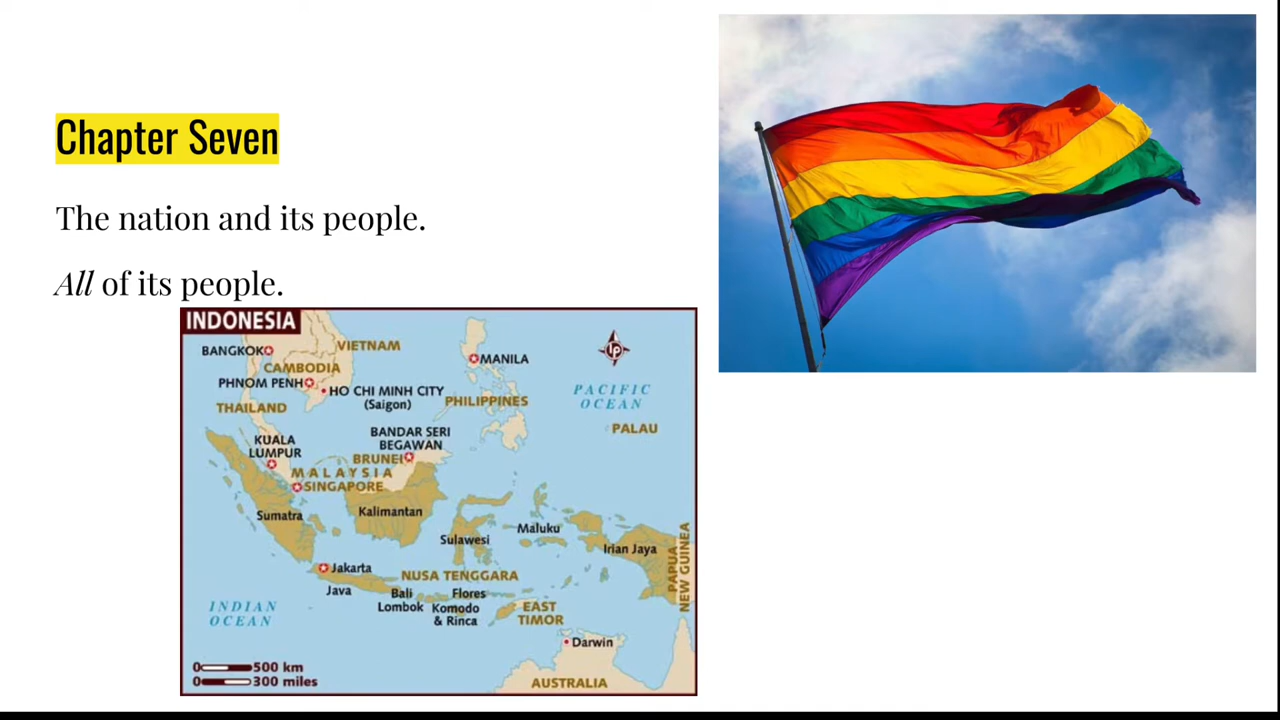 Chapter Seven
The nation and its people.
All of its people.
INDONESIA
BANGKOK
VIETNAM
CAMBODIA
MANILA
PHNOM PENH
HO CHI MINH CITY
(Saigon)
THAILAND
PHILIPPINES
PACIFIC
OCEAN
PALAU
KUALA
LUMPUR
BANDAR SERI
BEGAWAN
BRUNEI
MALAYSIA
SINGAPORE
Sumatra
Kalimantan
Sulawesi
Maluku
Irian Jaya
PAPUA
NEW GUINEA
Jakarta
Java
NUSA TENGGARA
Bali
Lombok
Flores
Komodo
& Rinca
EAST
TIMOR
INDIAN
OCEAN
Darwin
0 500 km
0 300 miles
AUSTRALIA
lp